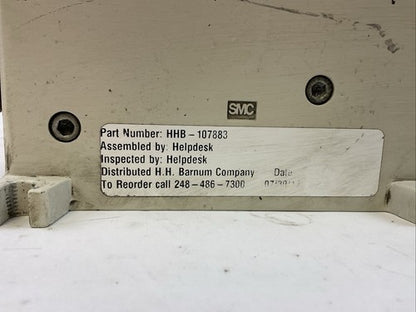 SMC
Part Number: HHB-107883
Assembled by: Helpdesk
Inspected by: Helpdesk
Distributed H.H. Barnum Company Date
To Reorder call 248-486-7300